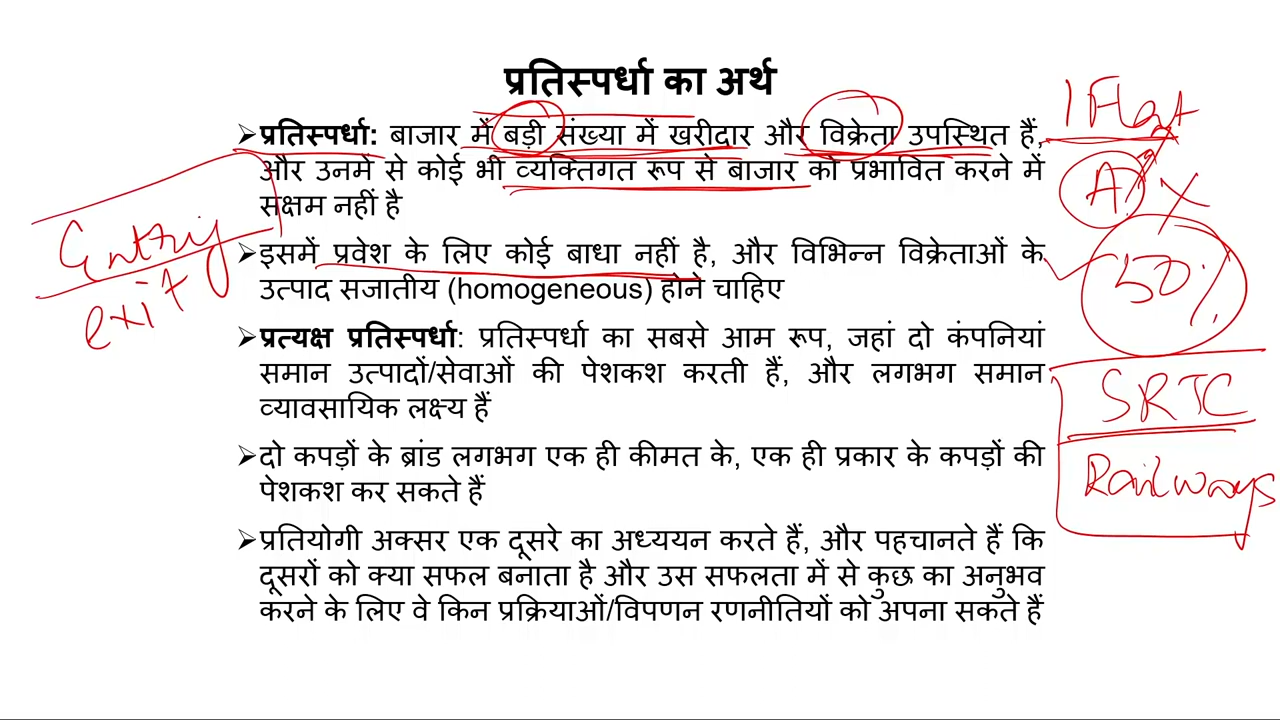 प्रतिस्पर्धा का अर्थ
➢प्रतिस्पर्धा: बाजार में बड़ी संख्या में खरीदार और विक्रेता उपस्थित हैं,
और उनमें से कोई भी व्यक्तिगत रूप से बाजार को प्रभावित करने में
सक्षम नहीं है
➢इसमें प्रवेश के लिए कोई बाधा नहीं है, और विभिन्न विक्रेताओं के
उत्पाद सजातीय (homogeneous) होने चाहिए
➢प्रत्यक्ष प्रतिस्पर्धा: प्रतिस्पर्धा का सबसे आम रूप, जहां दो कंपनियां
समान उत्पादों/सेवाओं की पेशकश करती हैं, और लगभग समान
व्यावसायिक लक्ष्य हैं
➢दो कपड़ों के ब्रांड लगभग एक ही कीमत के, एक ही प्रकार के कपड़ों की
पेशकश कर सकते हैं
➢प्रतियोगी अक्सर एक दूसरे का अध्ययन करते हैं, और पहचानते हैं कि
दूसरों को क्या सफल बनाता है और उस सफलता में से कुछ का अनुभव
करने के लिए वे किन प्रक्रियाओं/विपणन रणनीतियों को अपना सकते हैं
Entry
exit
1 Flat
A
50%
SRTC
Railways